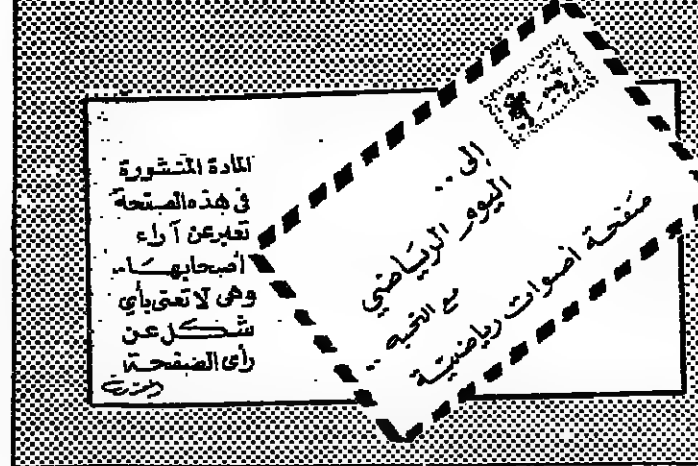 المادة المنشورة
في هذه الصفحة
تعبر عن آراء
أصحابها..
وهي لا تعنى بأي
شكل عن
رأي الصفحة
إلى ..
اليوم الرياضي
مع التحية ..
صفحة أصوات رياضية